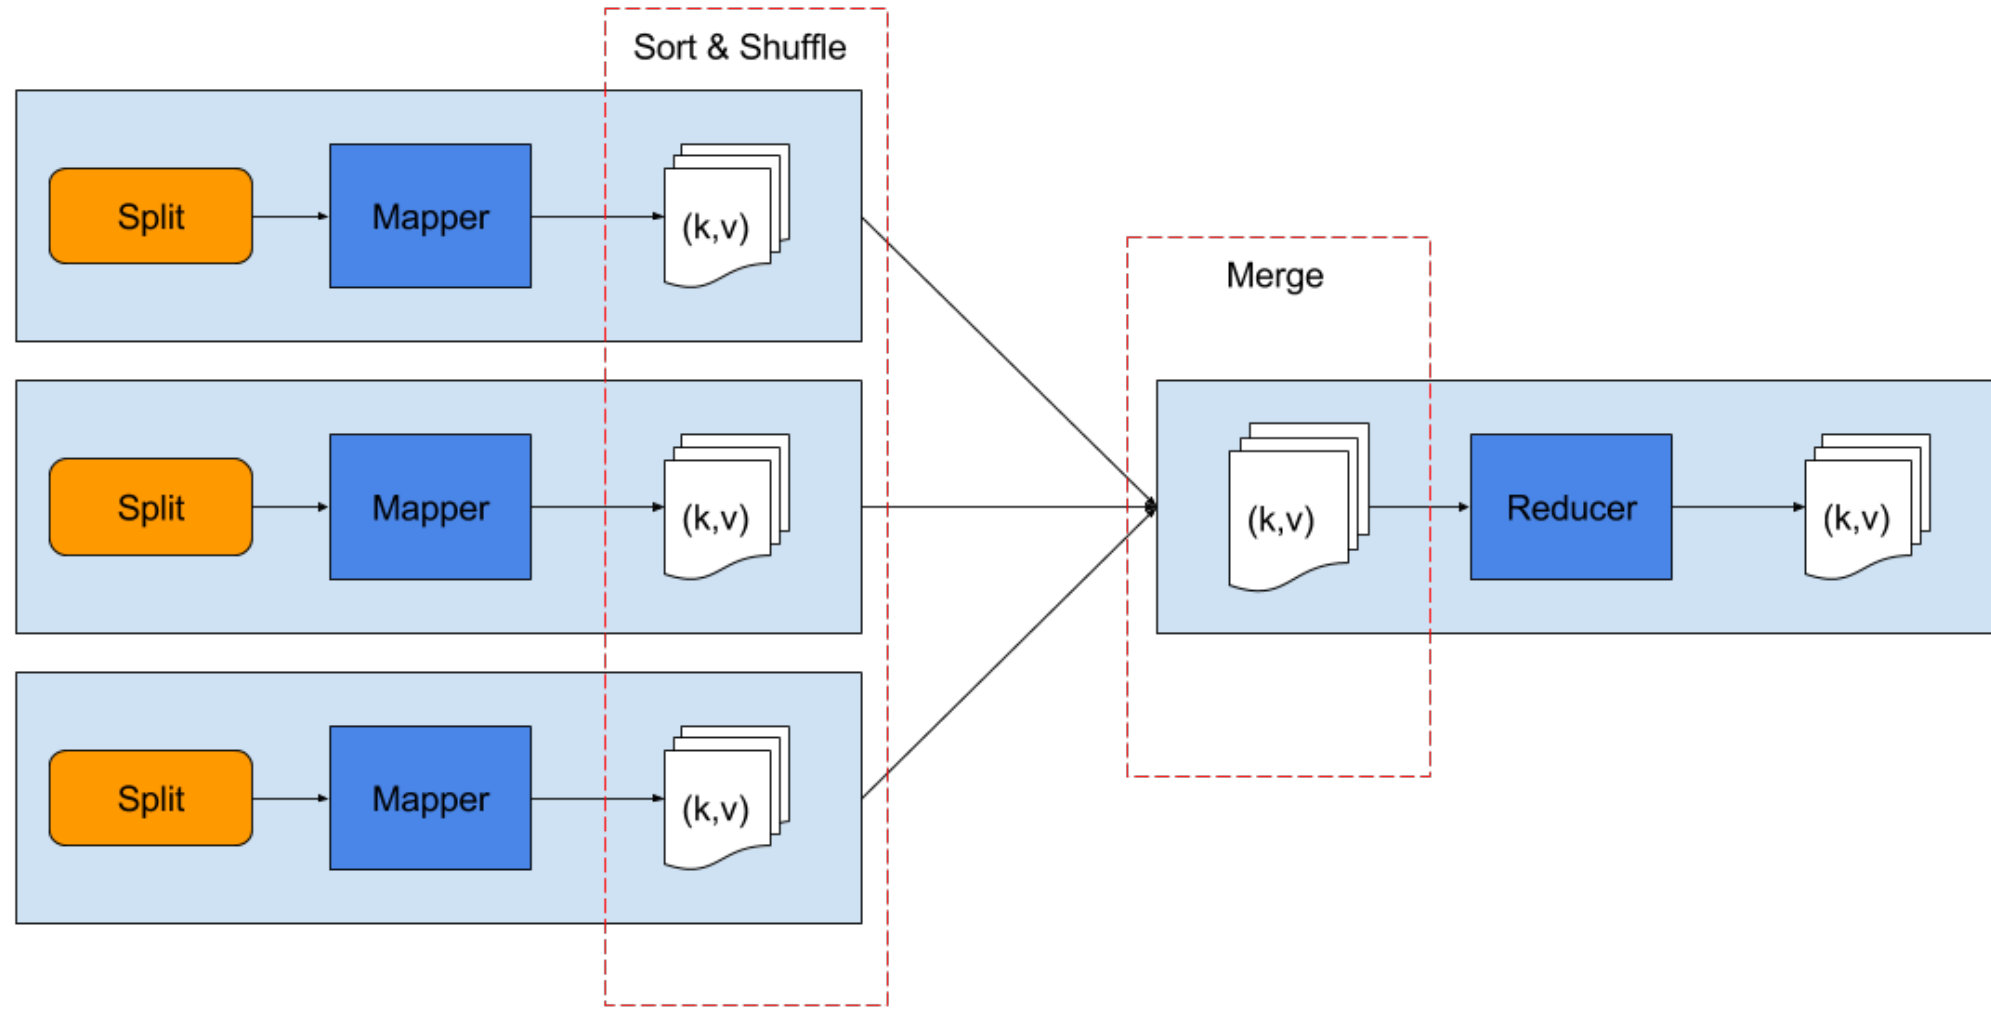 Sort & Shuffle
Split
Mapper
(k,v)
Split
Mapper
(k,v)
Split
Mapper
(k,v)
Merge
(k,v)
Reducer
(k,v)